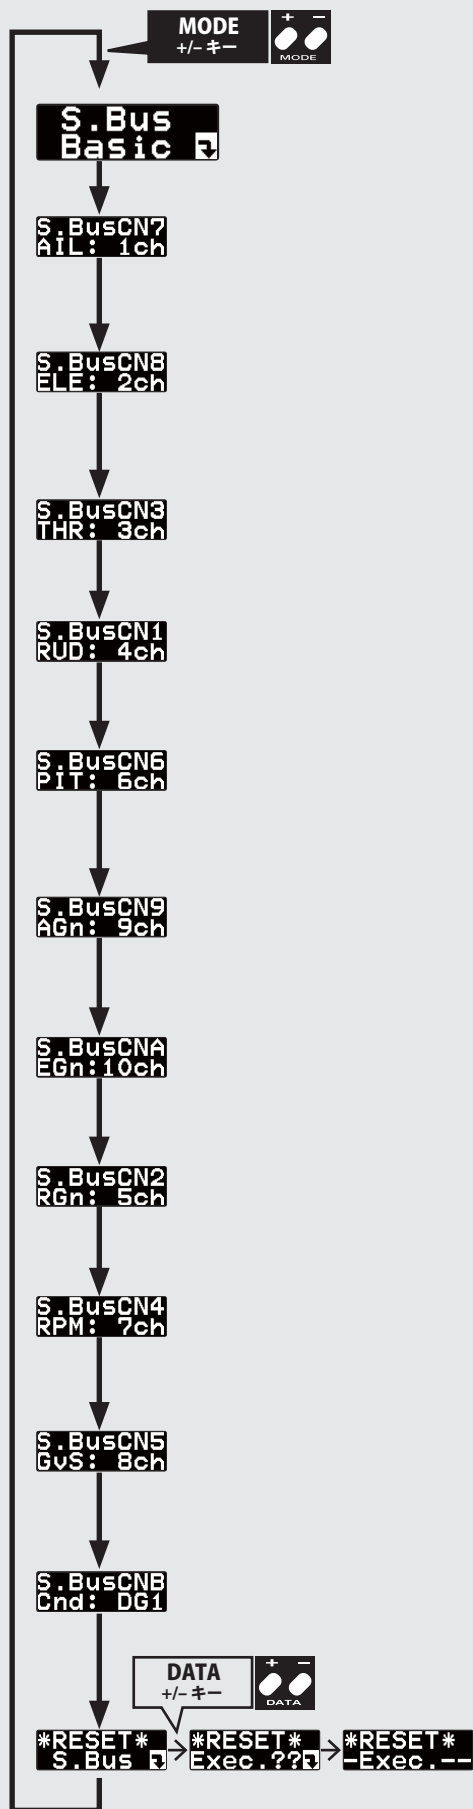 MODE
+/- キー
+ −
MODE
S.Bus
Basic
S.BusCN7
AIL: 1ch
S.BusCN8
ELE: 2ch
S.BusCN3
THR: 3ch
S.BusCN1
RUD: 4ch
S.BusCN6
PIT: 6ch
S.BusCN9
AGn: 9ch
S.BusCNA
EGn:10ch
S.BusCN2
RGn: 5ch
S.BusCN4
RPM: 7ch
S.BusCN5
GvS: 8ch
S.BusCNB
Cnd: DG1
DATA
+/- キー
+ −
DATA
*RESET*
S.Bus
*RESET*
Exec.??
*RESET*
-Exec.--